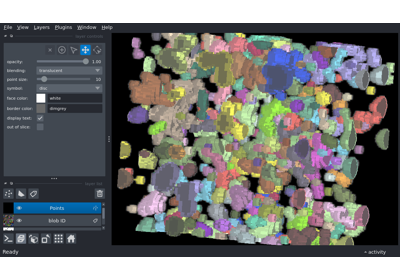 File View Layers Plugins Window Help
opacity: 1.00
blending: translucent
point size: 10
symbol: disc
face color: white
border color: dimgrey
display text:
out of slice:
Points
blob ID
Ready
activity